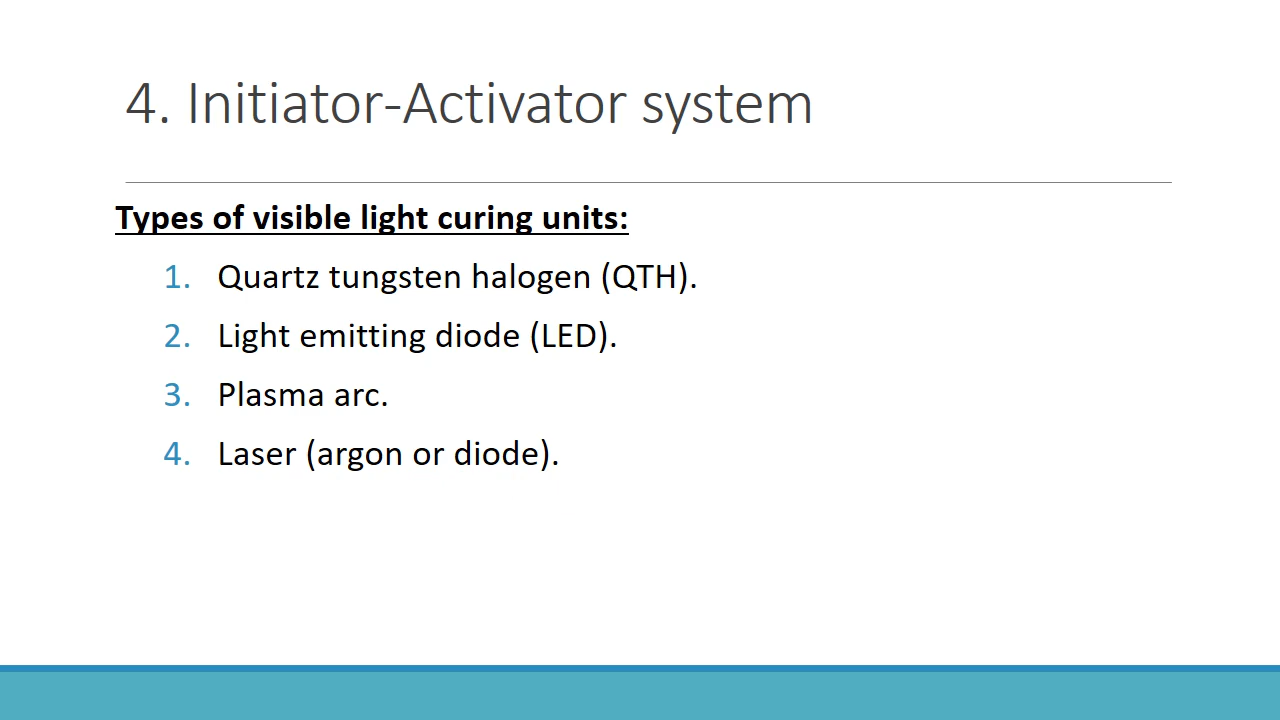 4. Initiator-Activator system
Types of visible light curing units:
1. Quartz tungsten halogen (QTH).
2. Light emitting diode (LED).
3. Plasma arc.
4. Laser (argon or diode).